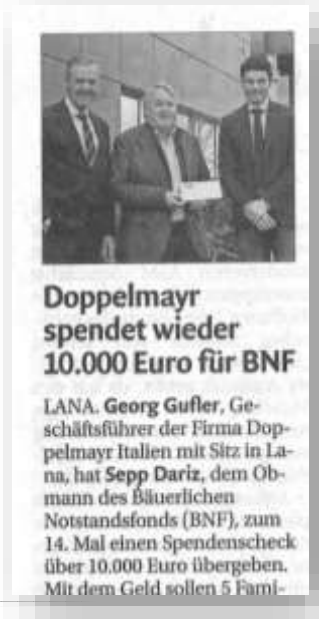 Doppelmayr
spendet wieder
10.000 Euro für BNF
LANA. Georg Gufler, Ge-
schäftsführer der Firma Dop-
pelmayr Italien mit Sitz in La-
na, hat Sepp Dariz, dem Ob-
mann des Bäuerlichen
Notstandsfonds (BNF), zum
14. Mal einen Spendenscheck
über 10.000 Euro übergeben.
Mit dem Geld sollen 5 Fami-